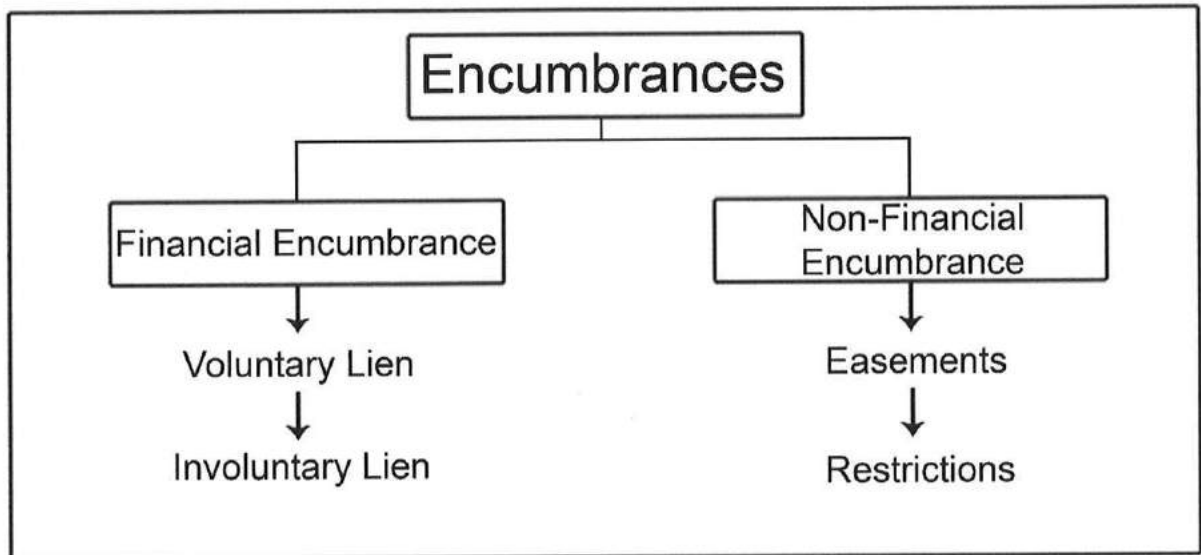 Encumbrances
Financial Encumbrance
Non-Financial
Encumbrance
Voluntary Lien
Easements
Involuntary Lien
Restrictions